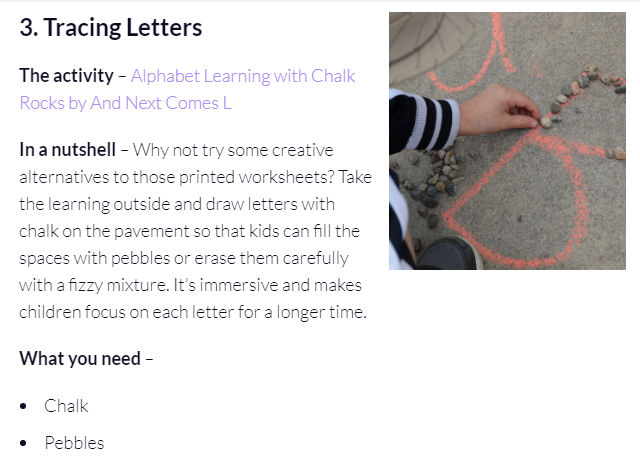 3. Tracing Letters
The activity – Alphabet Learning with Chalk
Rocks by And Next Comes L
In a nutshell – Why not try some creative
alternatives to those printed worksheets? Take
the learning outside and draw letters with
chalk on the pavement so that kids can fill the
spaces with pebbles or erase them carefully
with a fizzy mixture. It's immersive and makes
children focus on each letter for a longer time.
What you need –
• Chalk
• Pebbles